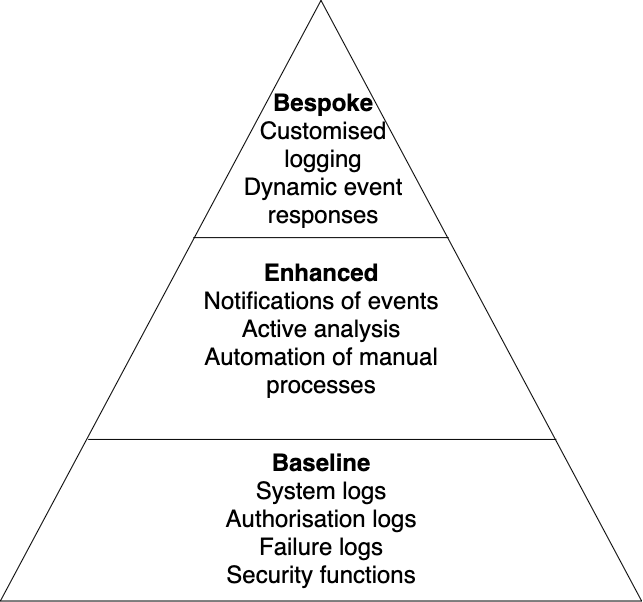 Bespoke
Customised
logging
Dynamic event
responses
Enhanced
Notifications of events
Active analysis
Automation of manual
processes
Baseline
System logs
Authorisation logs
Failure logs
Security functions